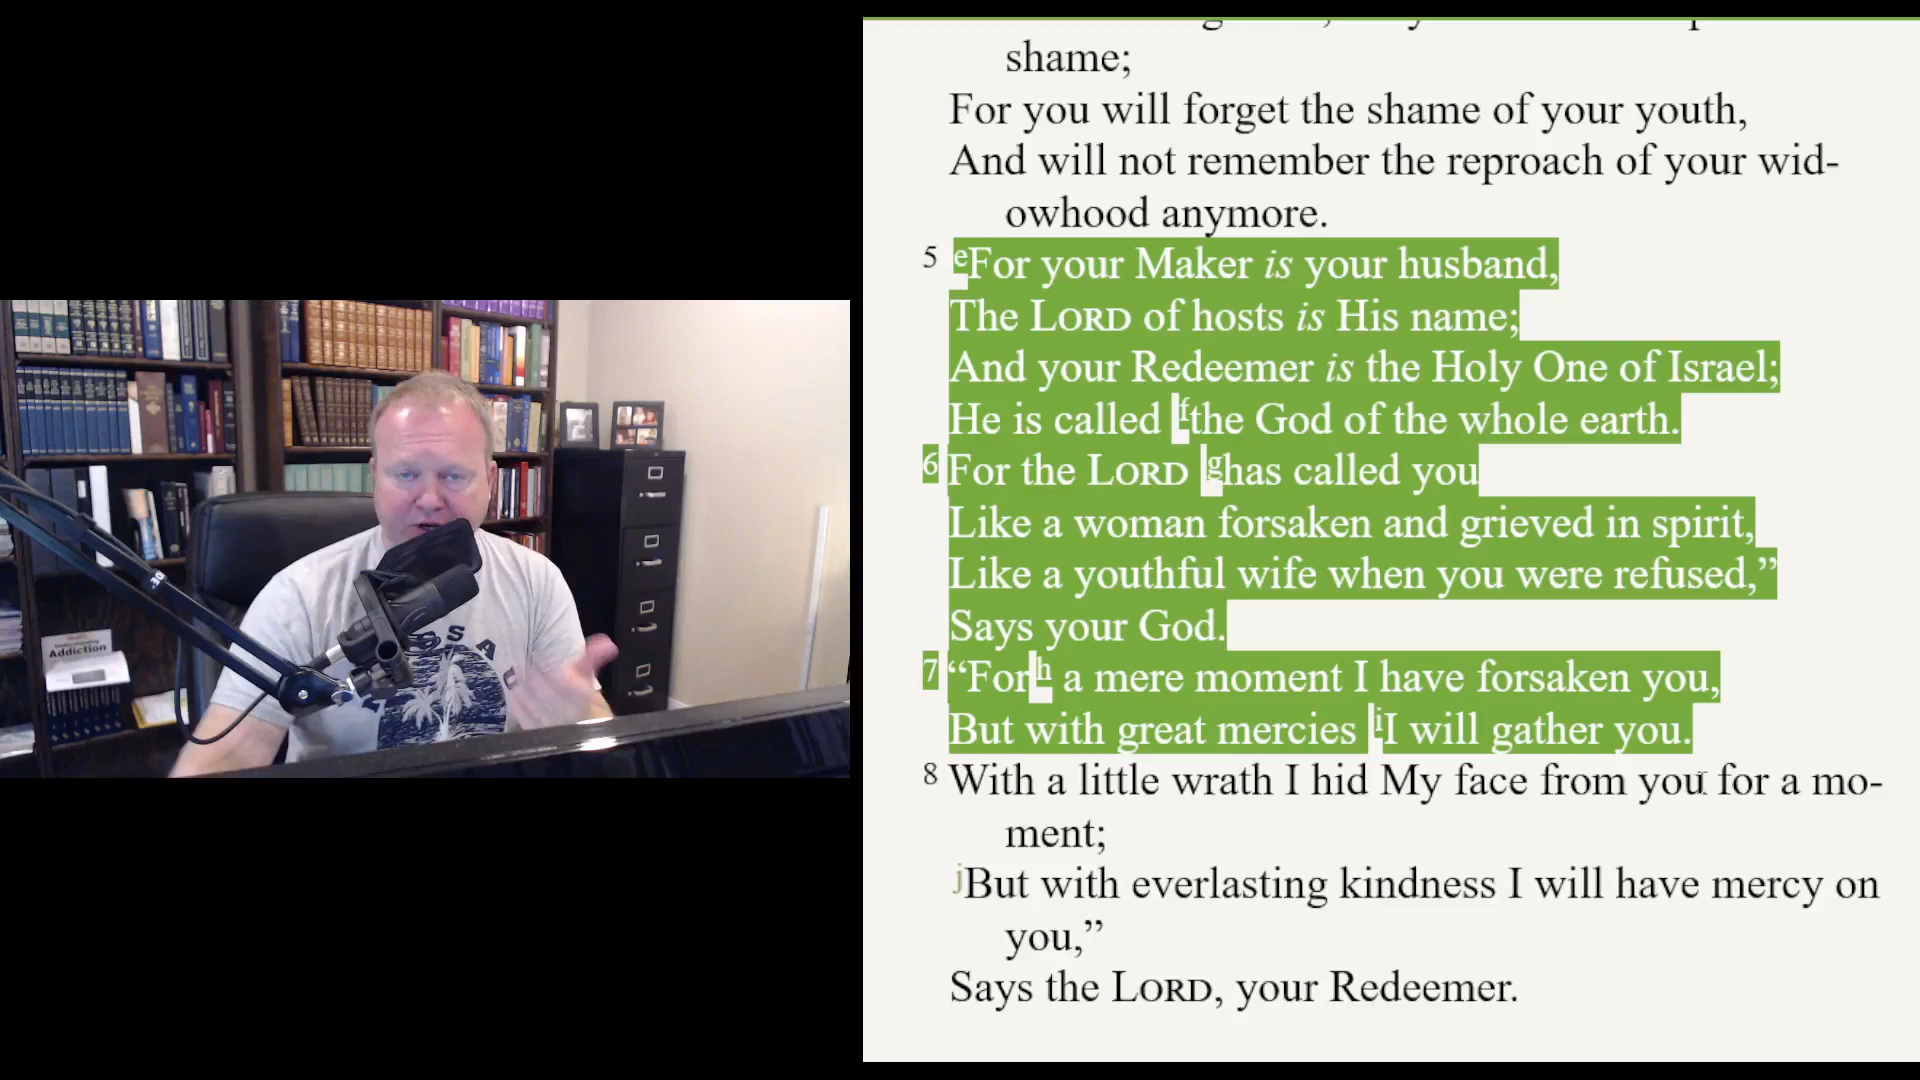 shame;
For you will forget the shame of your youth,
And will not remember the reproach of your wid-
owhood anymore.
5 eFor your Maker is your husband,
The LORD of hosts is His name;
And your Redeemer is the Holy One of Israel;
He is called fthe God of the whole earth.
6 For the LORD ghas called you
Like a woman forsaken and grieved in spirit,
Like a youthful wife when you were refused,”
Says your God.
7 “Forh a mere moment I have forsaken you,
But with great mercies iI will gather you.
8 With a little wrath I hid My face from you for a mo-
ment;
jBut with everlasting kindness I will have mercy on
you,”
Says the LORD, your Redeemer.
Addiction